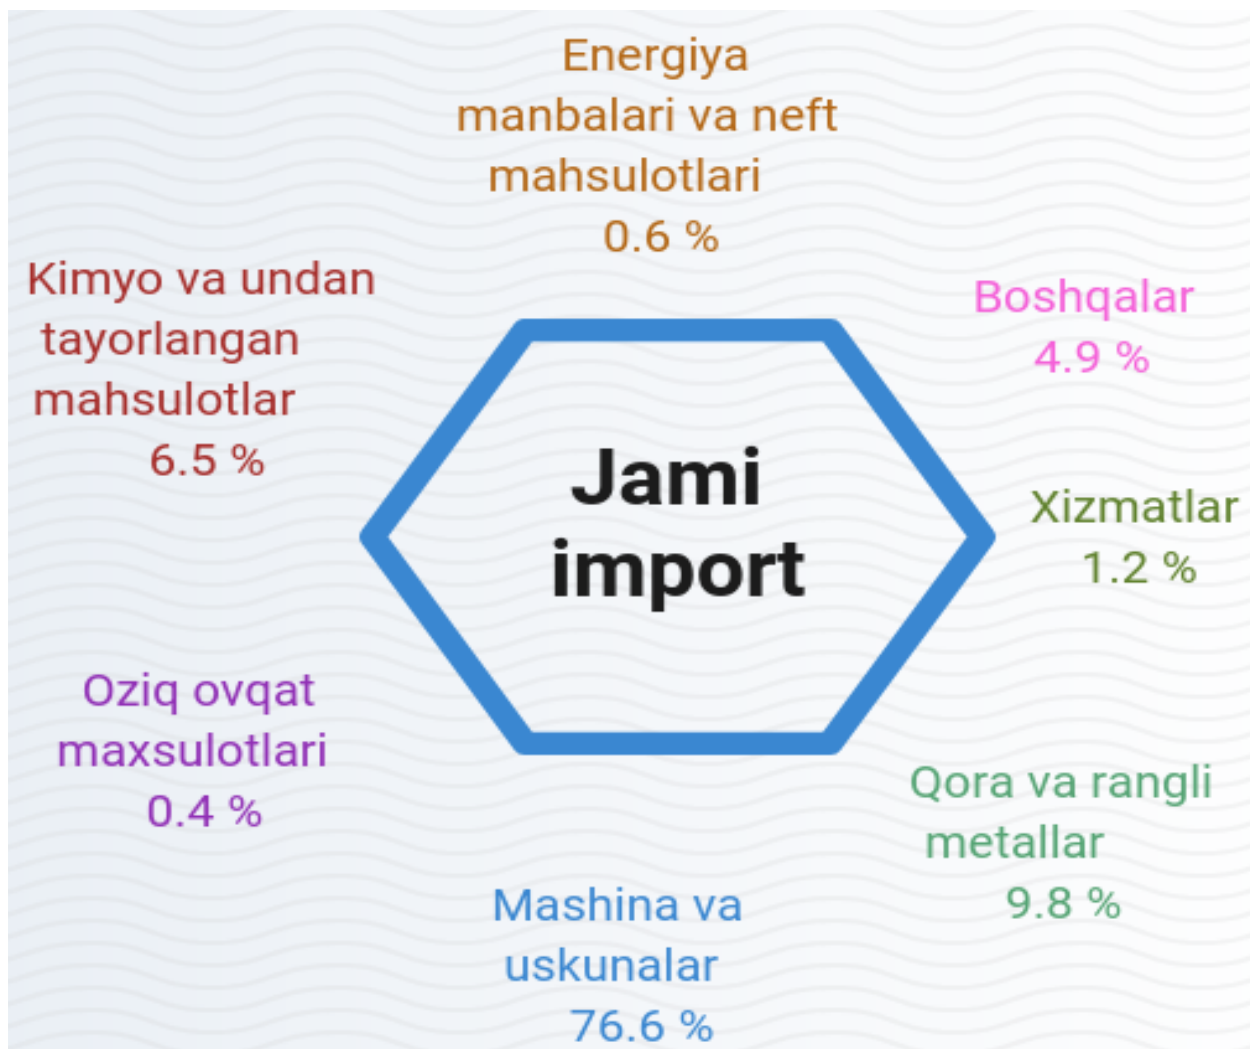 Energiya
manbalari va neft
mahsulotlari
0.6 %
Kimyo va undan
tayorlangan
mahsulotlar
6.5 %
Boshqalar
4.9 %
Jami
import
Xizmatlar
1.2 %
Oziq ovqat
maxsulotlari
0.4 %
Qora va rangli
metallar
9.8 %
Mashina va
uskunalar
76.6 %